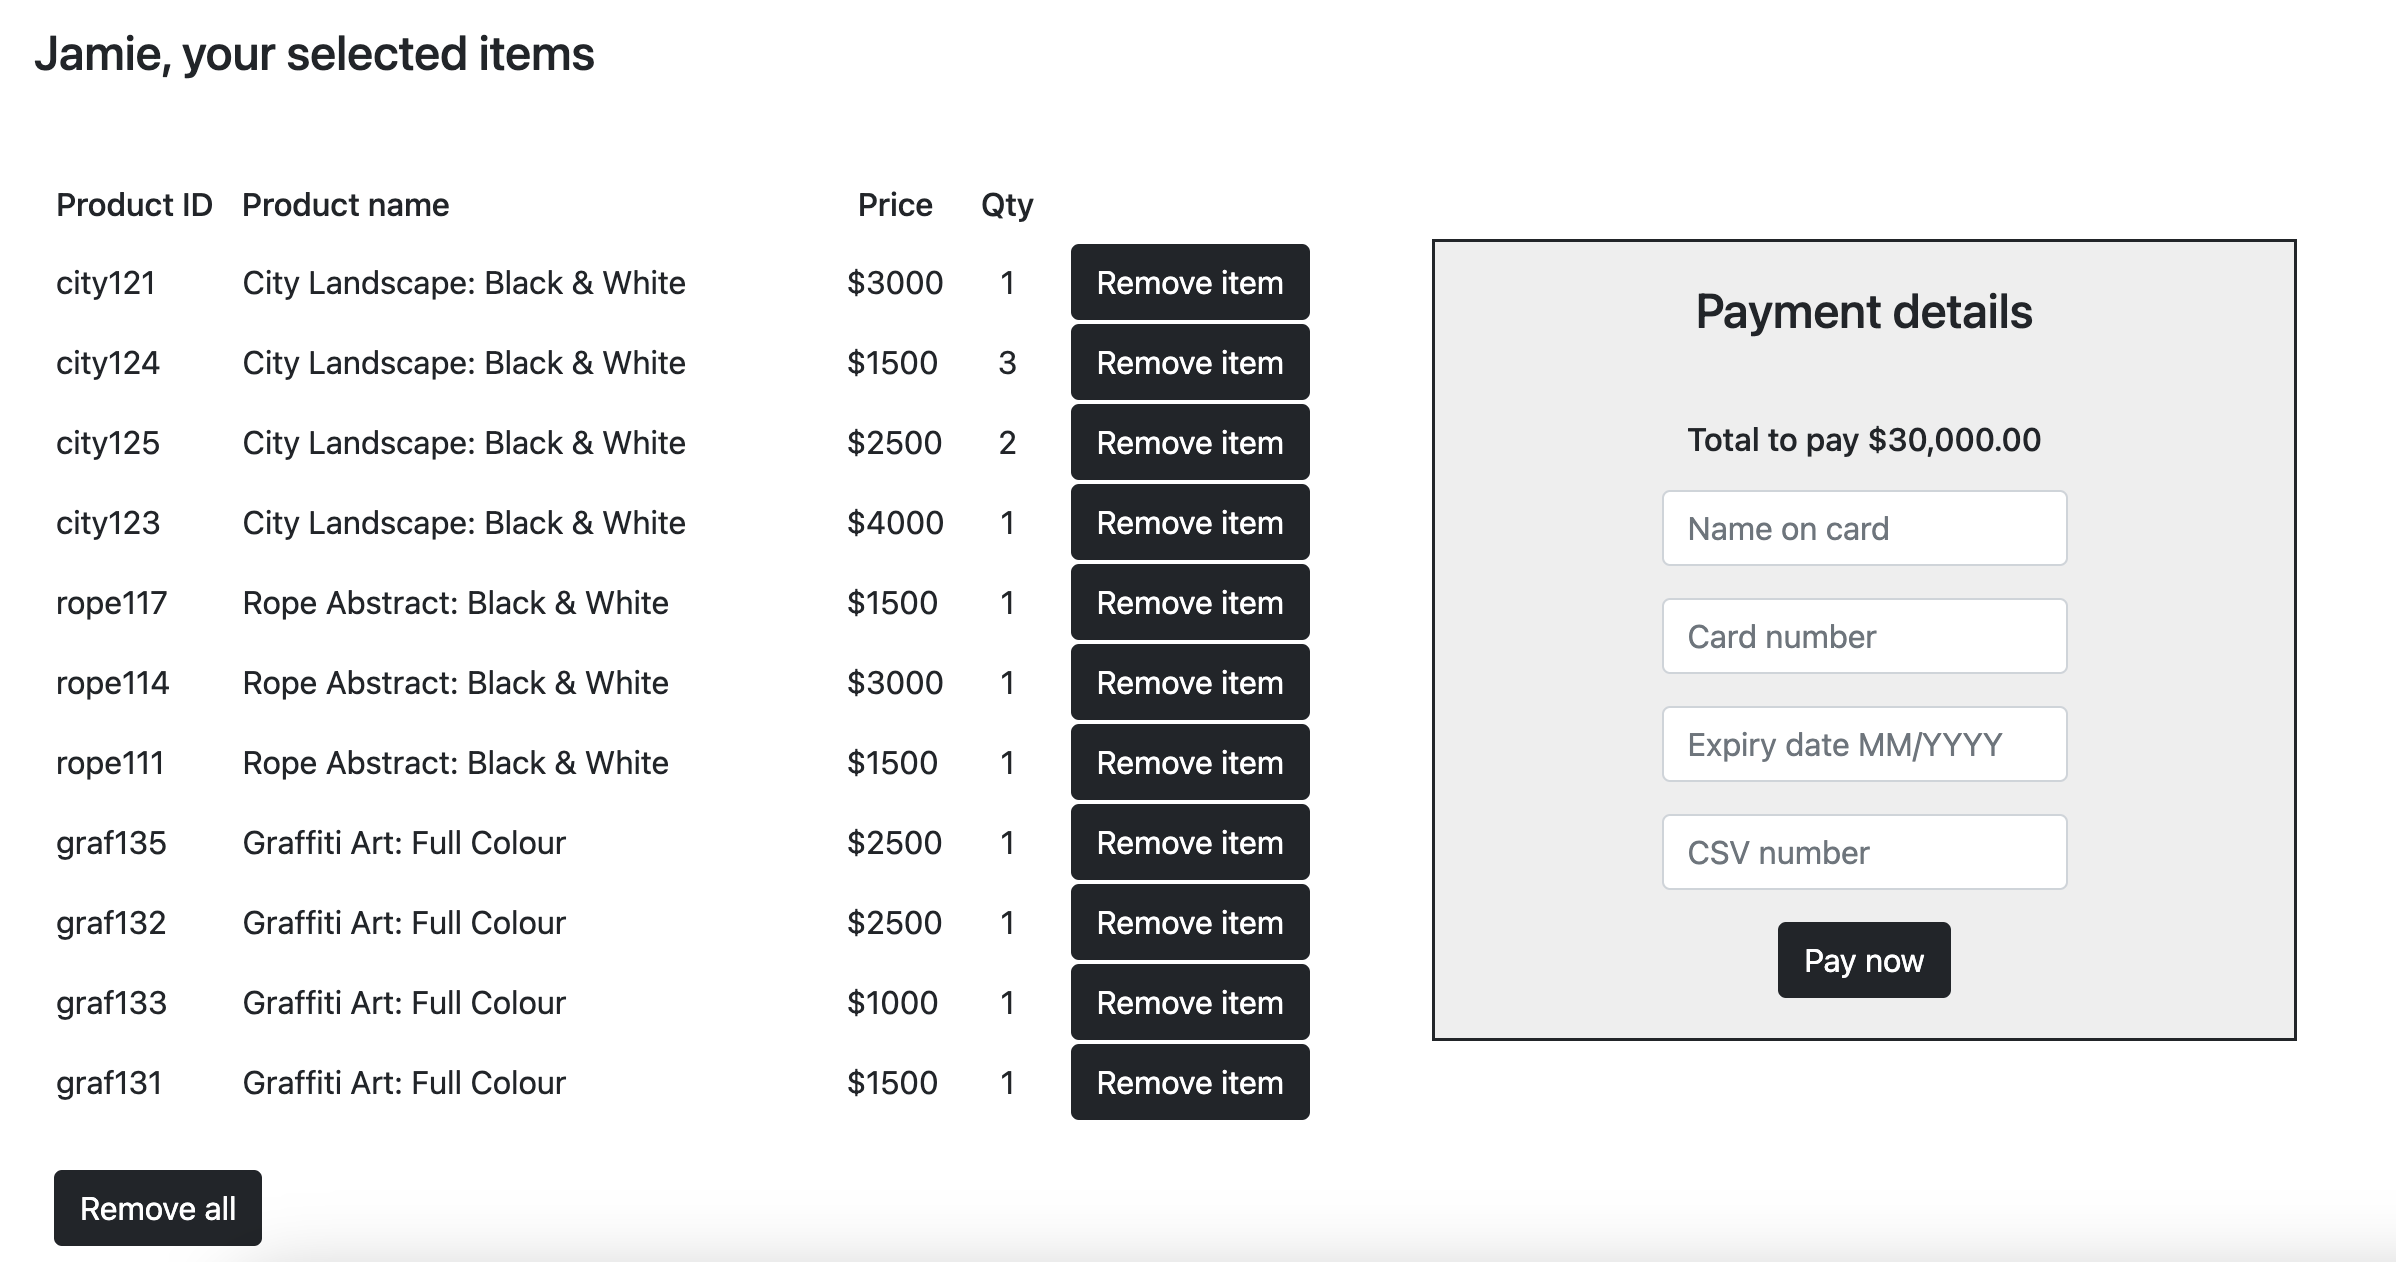 Jamie, your selected items
Product ID Product name Price Qty
city121 City Landscape: Black & White $3000 1 Remove item
city124 City Landscape: Black & White $1500 3 Remove item
city125 City Landscape: Black & White $2500 2 Remove item
city123 City Landscape: Black & White $4000 1 Remove item
rope117 Rope Abstract: Black & White $1500 1 Remove item
rope114 Rope Abstract: Black & White $3000 1 Remove item
rope111 Rope Abstract: Black & White $1500 1 Remove item
graf135 Graffiti Art: Full Colour $2500 1 Remove item
graf132 Graffiti Art: Full Colour $2500 1 Remove item
graf133 Graffiti Art: Full Colour $1000 1 Remove item
graf131 Graffiti Art: Full Colour $1500 1 Remove item
Remove all
Payment details
Total to pay $30,000.00
Name on card
Card number
Expiry date MM/YYYY
CSV number
Pay now